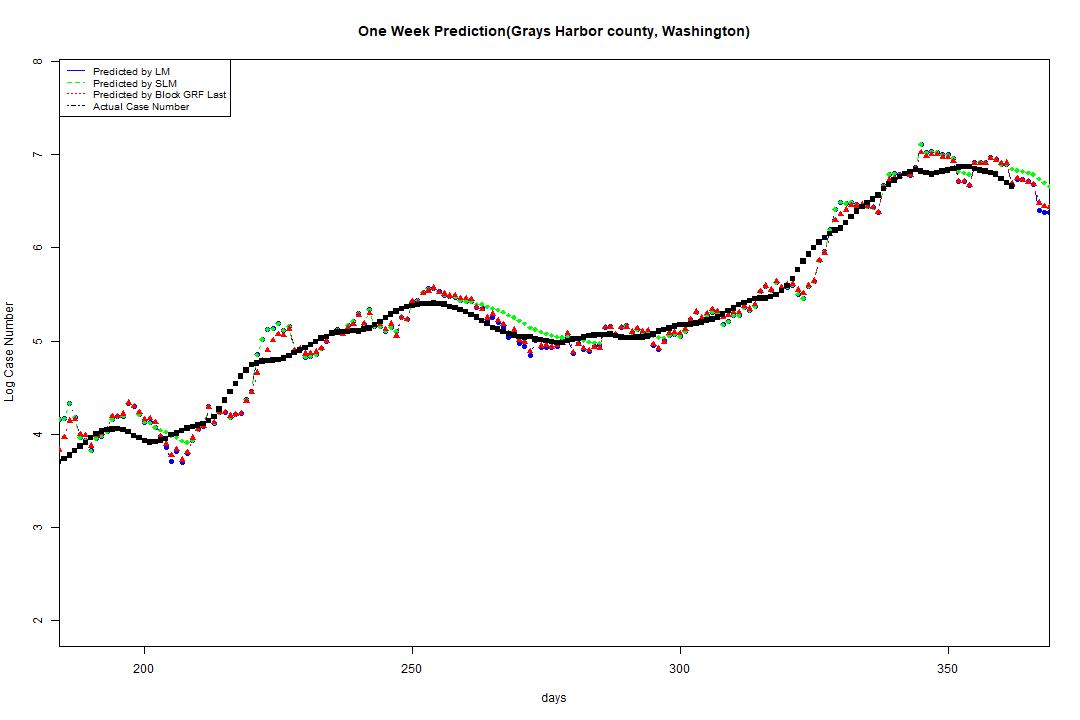 One Week Prediction(Grays Harbor county, Washington)
Predicted by LM
Predicted by SLM
Predicted by Block GRF Last
Actual Case Number
8
7
6
5
4
3
2
Log Case Number
200 250 300 350
days